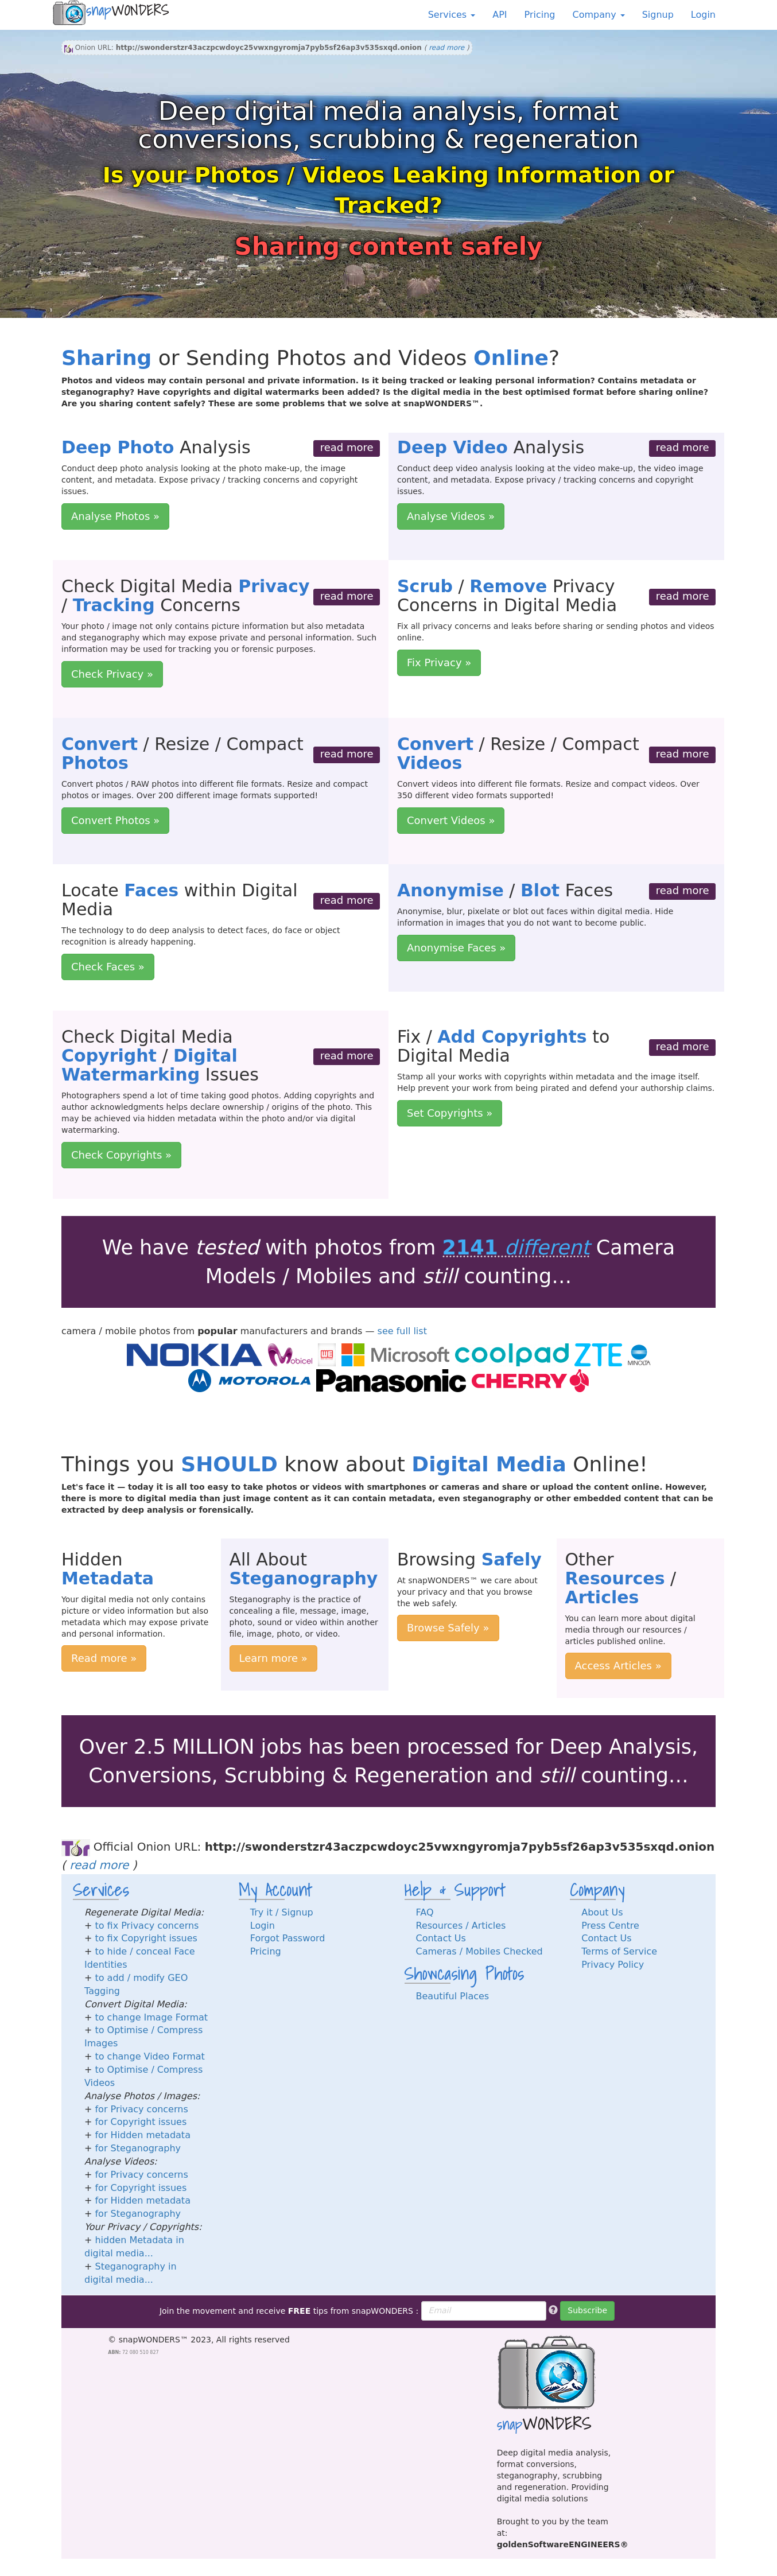 snapWONDERS
Services API Pricing Company Signup Login
Onion URL: http://swonderstzr43aczpcwdoyc25vwxngyromja7pyb5sf26ap3v535sxqd.onion ( read more )
Deep digital media analysis, format
conversions, scrubbing & regeneration
Is your Photos / Videos Leaking Information or
Tracked?
Sharing content safely
Sharing or Sending Photos and Videos Online?
Photos and videos may contain personal and private information. Is it being tracked or leaking personal information? Contains metadata or
steganography? Have copyrights and digital watermarks been added? Is the digital media in the best optimised format before sharing online?
Are you sharing content safely? These are some problems that we solve at snapWONDERS™.
Deep Photo Analysis
read more
Conduct deep photo analysis looking at the photo make-up, the image
content, and metadata. Expose privacy / tracking concerns and copyright
issues.
Analyse Photos »
Deep Video Analysis
read more
Conduct deep video analysis looking at the video make-up, the video image
content, and metadata. Expose privacy / tracking concerns and copyright
issues.
Analyse Videos »
Check Digital Media Privacy
/ Tracking Concerns
read more
Your photo / image not only contains picture information but also metadata
and steganography which may expose private and personal information. Such
information may be used for tracking you or forensic purposes.
Check Privacy »
Scrub / Remove Privacy
Concerns in Digital Media
read more
Fix all privacy concerns and leaks before sharing or sending photos and videos
online.
Fix Privacy »
Convert / Resize / Compact
Photos
read more
Convert photos / RAW photos into different file formats. Resize and compact
photos or images. Over 200 different image formats supported!
Convert Photos »
Convert / Resize / Compact
Videos
read more
Convert videos into different file formats. Resize and compact videos. Over
350 different video formats supported!
Convert Videos »
Locate Faces within Digital
Media
read more
The technology to do deep analysis to detect faces, do face or object
recognition is already happening.
Check Faces »
Anonymise / Blot Faces
read more
Anonymise, blur, pixelate or blot out faces within digital media. Hide
information in images that you do not want to become public.
Anonymise Faces »
Check Digital Media
Copyright / Digital
Watermarking Issues
read more
Photographers spend a lot of time taking good photos. Adding copyrights and
author acknowledgments helps declare ownership / origins of the photo. This
may be achieved via hidden metadata within the photo and/or via digital
watermarking.
Check Copyrights »
Fix / Add Copyrights to
Digital Media
read more
Stamp all your works with copyrights within metadata and the image itself.
Help prevent your work from being pirated and defend your authorship claims.
Set Copyrights »
We have tested with photos from 2141 different Camera
Models / Mobiles and still counting...
camera / mobile photos from popular manufacturers and brands — see full list
NOKIA Mobicel Microsoft coolpad ZTE MINOLTA
MOTOROLA Panasonic CHERRY
Things you SHOULD know about Digital Media Online!
Let's face it — today it is all too easy to take photos or videos with smartphones or cameras and share or upload the content online. However,
there is more to digital media than just image content as it can contain metadata, even steganography or other embedded content that can be
extracted by deep analysis or forensically.
Hidden
Metadata
Your digital media not only contains
picture or video information but also
metadata which may expose private
and personal information.
Read more »
All About
Steganography
Steganography is the practice of
concealing a file, message, image,
photo, sound or video within another
file, image, photo, or video.
Learn more »
Browsing Safely
At snapWONDERS™ we care about
your privacy and that you browse
the web safely.
Browse Safely »
Other
Resources /
Articles
You can learn more about digital
media through our resources /
articles published online.
Access Articles »
Over 2.5 MILLION jobs has been processed for Deep Analysis,
Conversions, Scrubbing & Regeneration and still counting...
Tor Official Onion URL: http://swonderstzr43aczpcwdoyc25vwxngyromja7pyb5sf26ap3v535sxqd.onion
( read more )
Services
Regenerate Digital Media:
+ to fix Privacy concerns
+ to fix Copyright issues
+ to hide / conceal Face
Identities
+ to add / modify GEO
Tagging
Convert Digital Media:
+ to change Image Format
+ to Optimise / Compress
Images
+ to change Video Format
+ to Optimise / Compress
Videos
Analyse Photos / Images:
+ for Privacy concerns
+ for Copyright issues
+ for Hidden metadata
+ for Steganography
Analyse Videos:
+ for Privacy concerns
+ for Copyright issues
+ for Hidden metadata
+ for Steganography
Your Privacy / Copyrights:
+ hidden Metadata in
digital media...
+ Steganography in
digital media...
My Account
Try it / Signup
Login
Forgot Password
Pricing
Help & Support
FAQ
Resources / Articles
Contact Us
Cameras / Mobiles Checked
Showcasing Photos
Beautiful Places
Company
About Us
Press Centre
Contact Us
Terms of Service
Privacy Policy
Join the movement and receive FREE tips from snapWONDERS : Email Subscribe
© snapWONDERS™ 2023, All rights reserved
ABN: 72 080 510 827
snapWONDERS
Deep digital media analysis,
format conversions,
steganography, scrubbing
and regeneration. Providing
digital media solutions
Brought to you by the team
at:
goldenSoftwareENGINEERS®